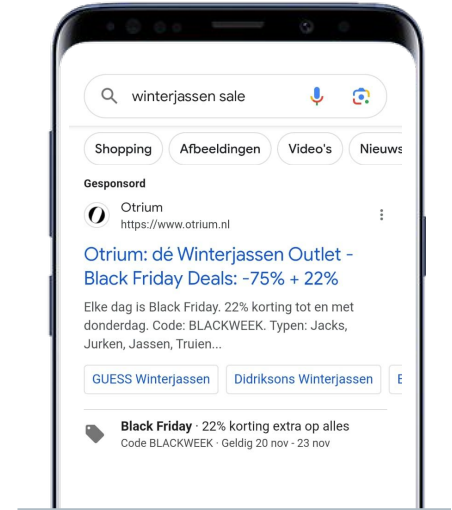 winterjassen sale
Shopping
Afbeeldingen
Video's
Nieuws
Gesponsord
Otrium
https://www.otrium.nl
Otrium: dé Winterjassen Outlet -
Black Friday Deals: -75% + 22%
Elke dag is Black Friday. 22% korting tot en met
donderdag. Code: BLACKWEEK. Typen: Jacks,
Jurken, Jassen, Truien...
GUESS Winterjassen
Didriksons Winterjassen
Black Friday · 22% korting extra op alles
Code BLACKWEEK · Geldig 20 nov - 23 nov